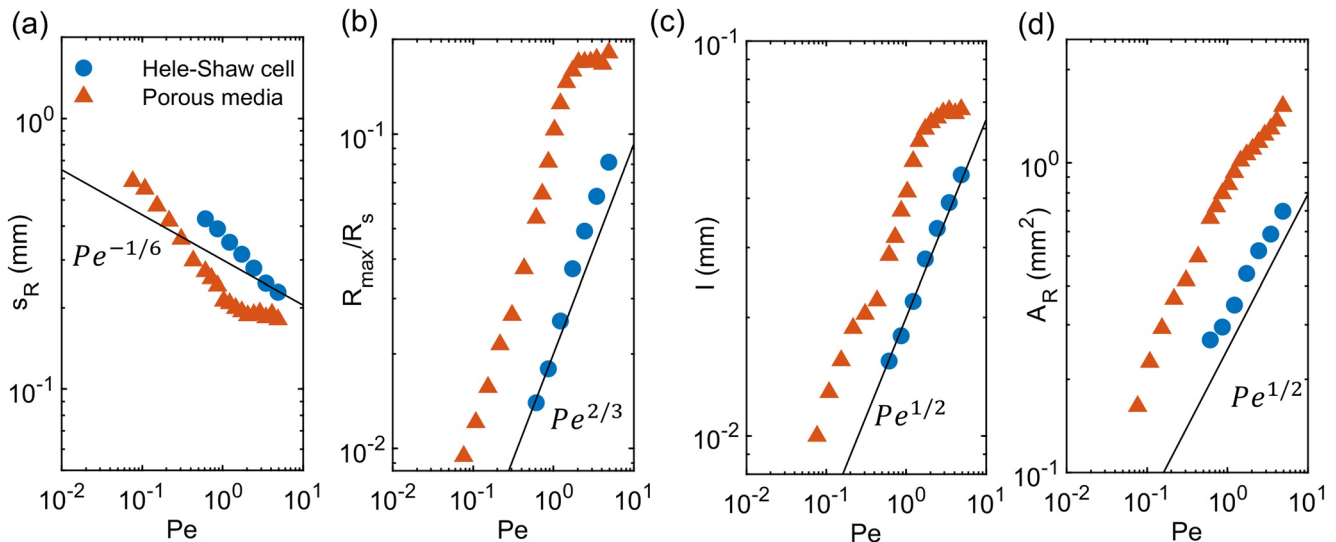 (a)
10^0
10^-1
s_R (mm)
Hele-Shaw cell
Porous media
Pe^{-1/6}
10^-2 10^-1 10^0 10^1
Pe
(b)
10^-1
10^-2
R_max/R_s
Pe^{2/3}
10^-2 10^-1 10^0 10^1
Pe
(c)
10^-1
10^-2
I (mm)
Pe^{1/2}
10^-2 10^-1 10^0 10^1
Pe
(d)
10^0
10^-1
A_R (mm^2)
Pe^{1/2}
10^-2 10^-1 10^0 10^1
Pe